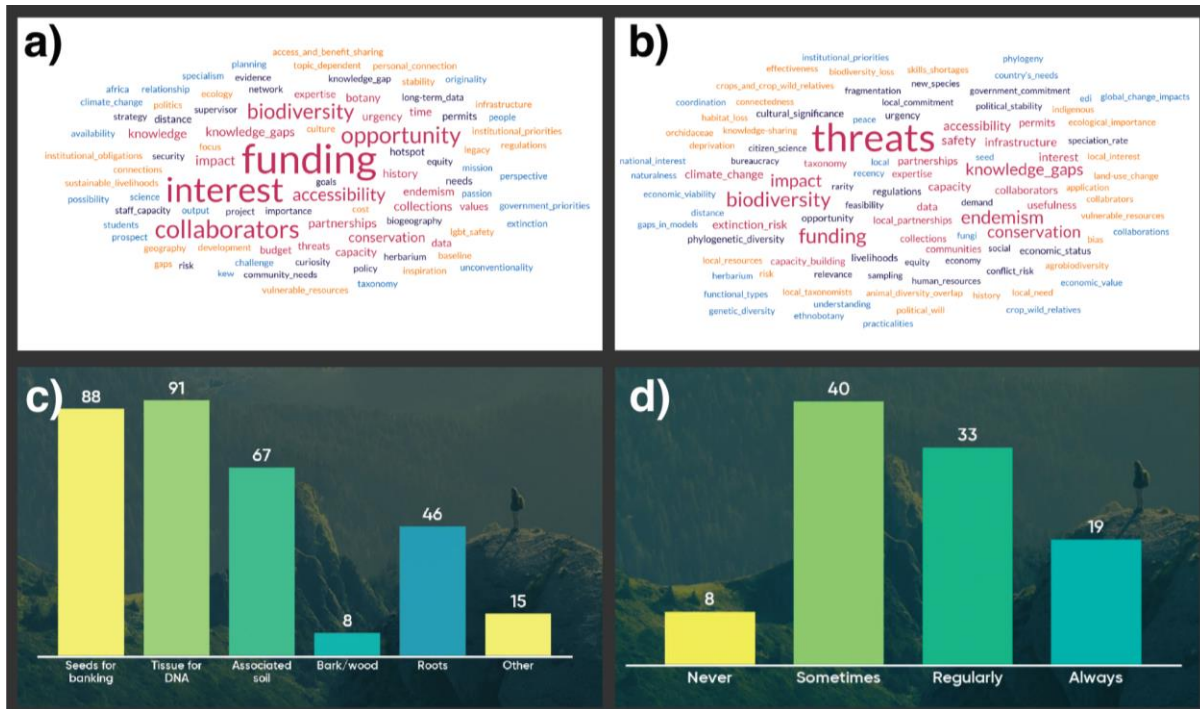 a)
access_and_benefit_sharing
planning topic_dependent personal_connection
specialism evidence knowledge_gap stability originality
africa relationship ecology network expertise botany long-term_data infrastructure
climate_change politics supervisor biodiversity urgency time permits people
strategy distance
availability knowledge knowledge_gaps culture opportunity institutional_priorities
focus legacy regulations
institutional_obligations security impact funding hotspot equity
connections history mission perspective
sustainable_livelihoods interest goals accessibility needs
possibility science endemism passion
staff_capacity output project importance cost collections values government_priorities
students collaborators partnerships biogeography extinction
prospect conservation lgbt_safety
geography development budget threats capacity herbarium data baseline
gaps risk challenge curiosity policy inspiration unconventionality
kew community_needs taxonomy
vulnerable_resources
b)
institutional_priorities phylogeny
effectiveness biodiversity_loss skills_shortages country's_needs
crops_and_crop_wild_relatives fragmentation new_species government_commitment
coordination connectedness local_commitment political_stability edi global_change_impacts
habitat_loss cultural_significance peace urgency indigenous
orchidaceae knowledge-sharing threats accessibility permits ecological_importance
deprivation citizen_science safety infrastructure speciation_rate
national_interest bureaucracy taxonomy local partnerships seed interest local_interest
naturalness climate_change recency expertise knowledge_gaps land-use_change
economic_viability impact rarity regulations capacity collaborators application
biodiversity feasibility data demand usefulness collabrators
distance opportunity local_partnerships endemism vulnerable_resources
gaps_in_models extinction_risk funding collections fungi conservation collaborations
phylogenetic_diversity communities social economic_status bias
local_resources capacity_building livelihoods equity economy agrobiodiversity
herbarium risk relevance sampling human_resources conflict_risk economic_value
functional_types local_taxonomists animal_diversity_overlap history local_need
genetic_diversity understanding political_will crop_wild_relatives
ethnobotany practicalities
c)
88
91
67
8
46
15
Seeds for banking
Tissue for DNA
Associated soil
Bark/wood
Roots
Other
d)
8
40
33
19
Never
Sometimes
Regularly
Always